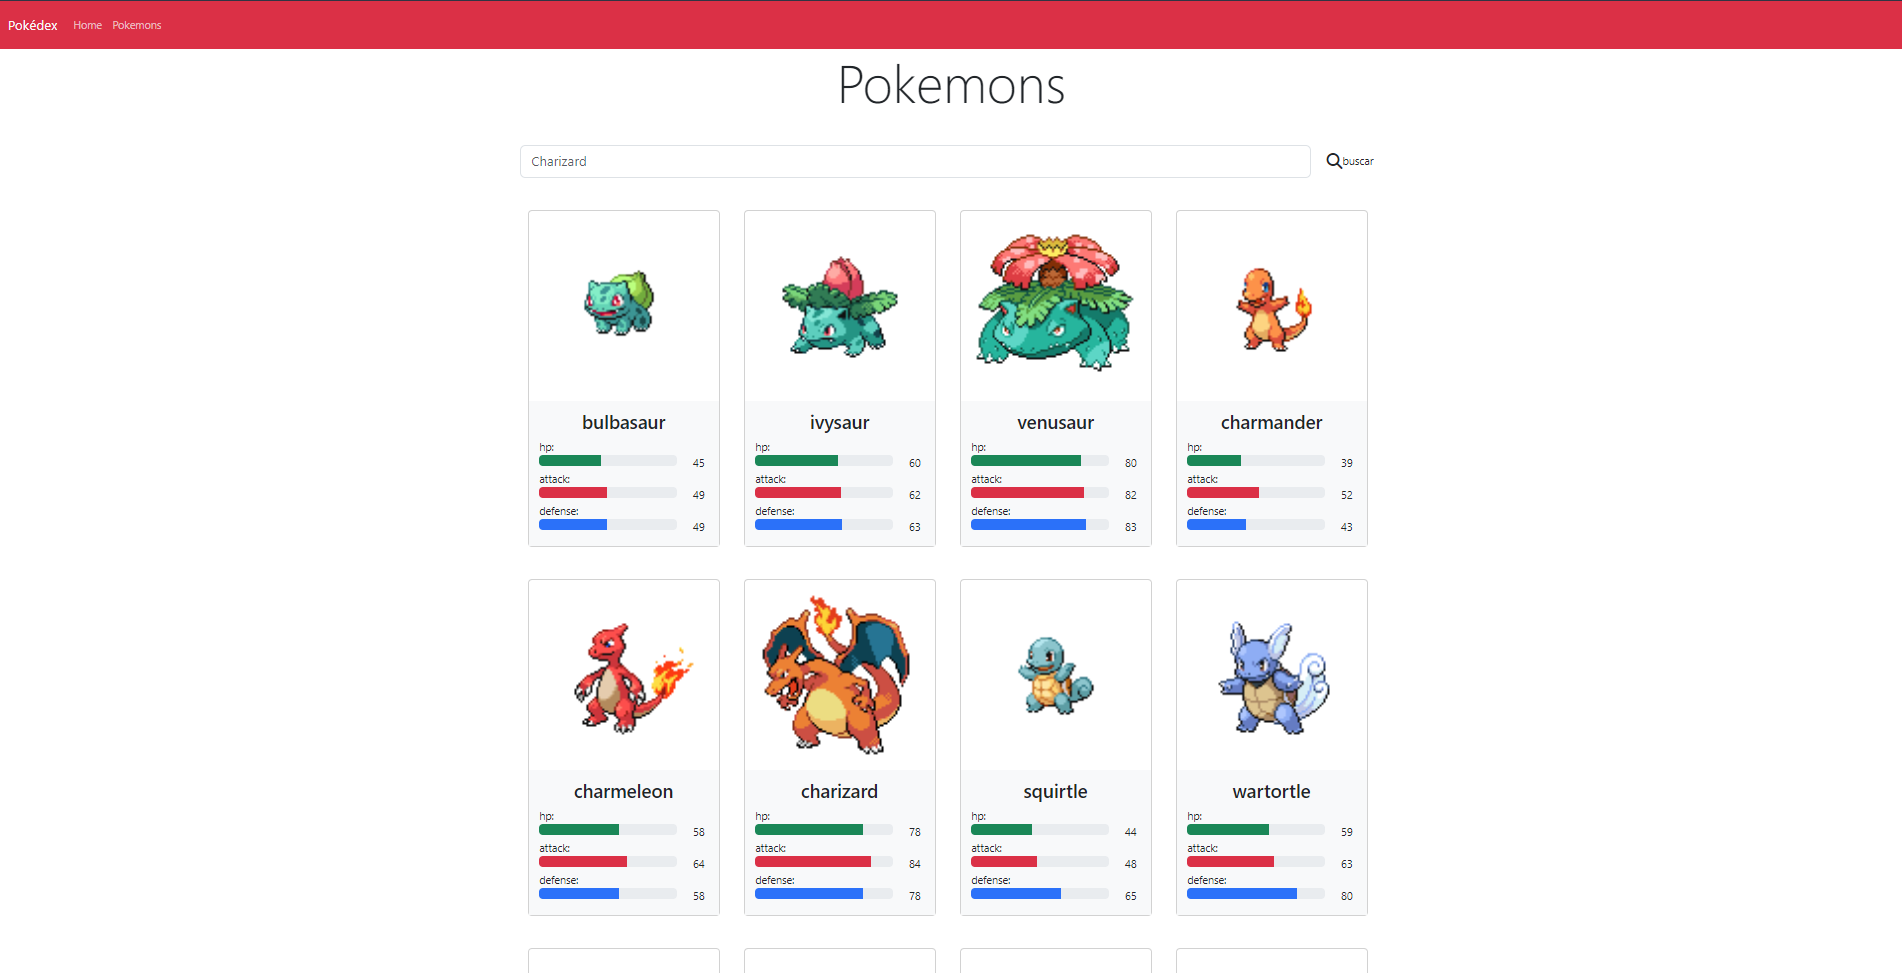 Pokédex Home Pokemons
Pokemons
Charizard buscar
bulbasaur
hp:
45
attack:
49
defense:
49
ivysaur
hp:
60
attack:
62
defense:
63
venusaur
hp:
80
attack:
82
defense:
83
charmander
hp:
39
attack:
52
defense:
43
charmeleon
hp:
58
attack:
64
defense:
58
charizard
hp:
78
attack:
84
defense:
78
squirtle
hp:
44
attack:
48
defense:
65
wartortle
hp:
59
attack:
63
defense:
80